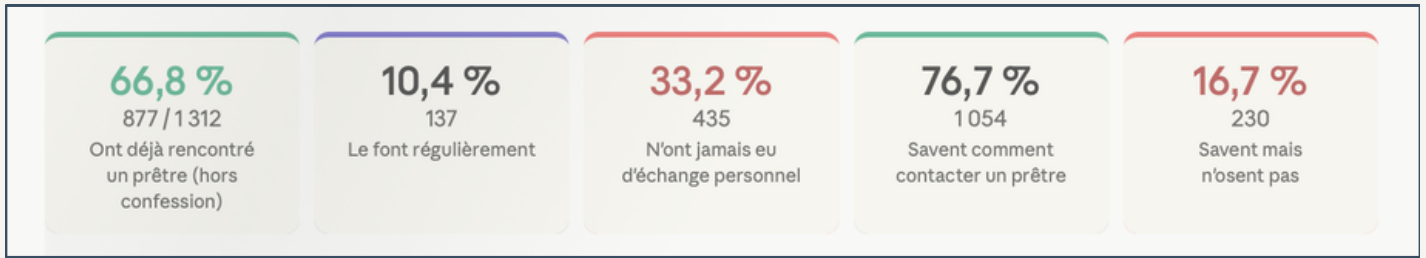 66,8 %
877 / 1 312
Ont déjà rencontré
un prêtre (hors
confession)
10,4 %
137
Le font régulièrement
33,2 %
435
N'ont jamais eu
d'échange personnel
76,7 %
1 054
Savent comment
contacter un prêtre
16,7 %
230
Savent mais
n'osent pas